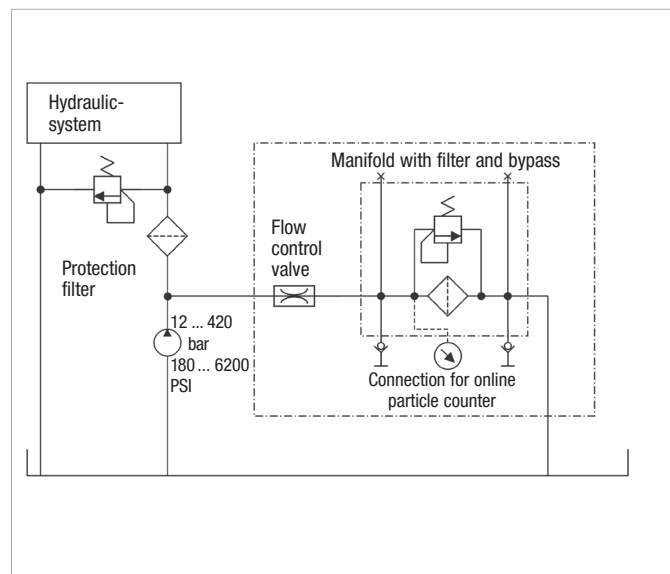 Hydraulic-
system
Manifold with filter and bypass
Flow
control
valve
Protection
filter
12 ... 420
bar
180 ... 6200
PSI
Connection for online
particle counter